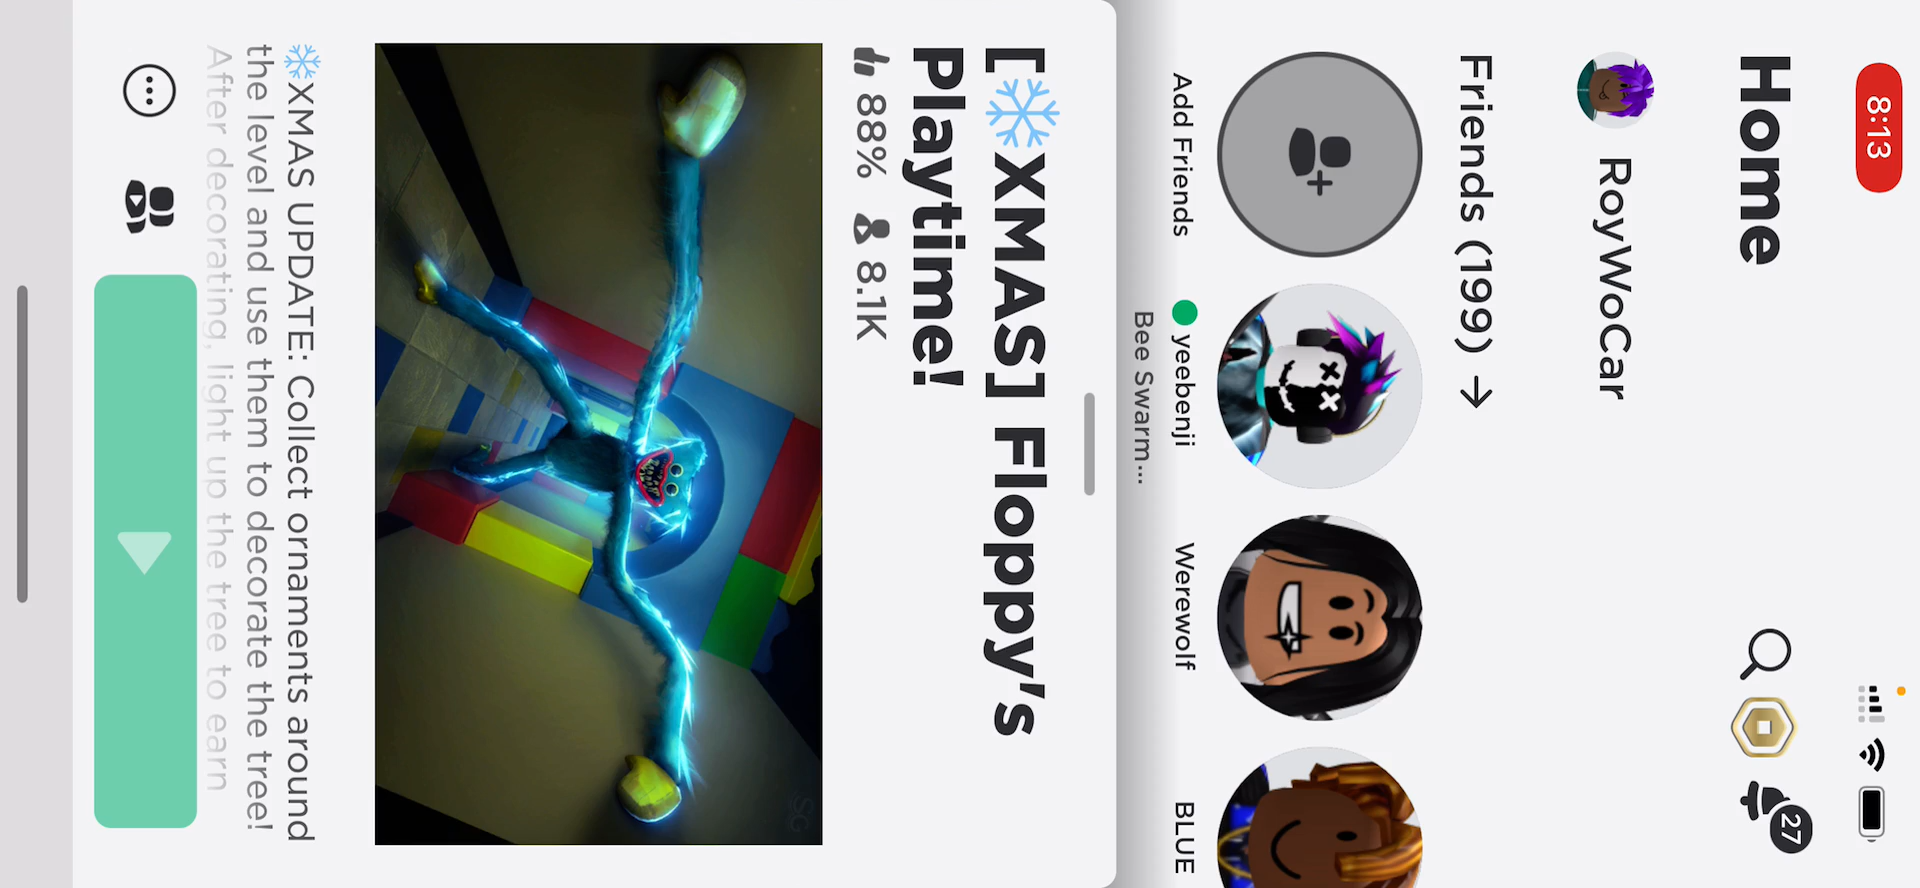 8:13
Home
27
RoyWoCar
Friends (199) →
Add Friends
yeebenji
Werewolf
BLUE
Bee Swarm...
[❄XMAS] Floppy's
Playtime!
88% 8.1K
SG
❄XMAS UPDATE: Collect ornaments around
the level and use them to decorate the tree!
After decorating, light up the tree to earn